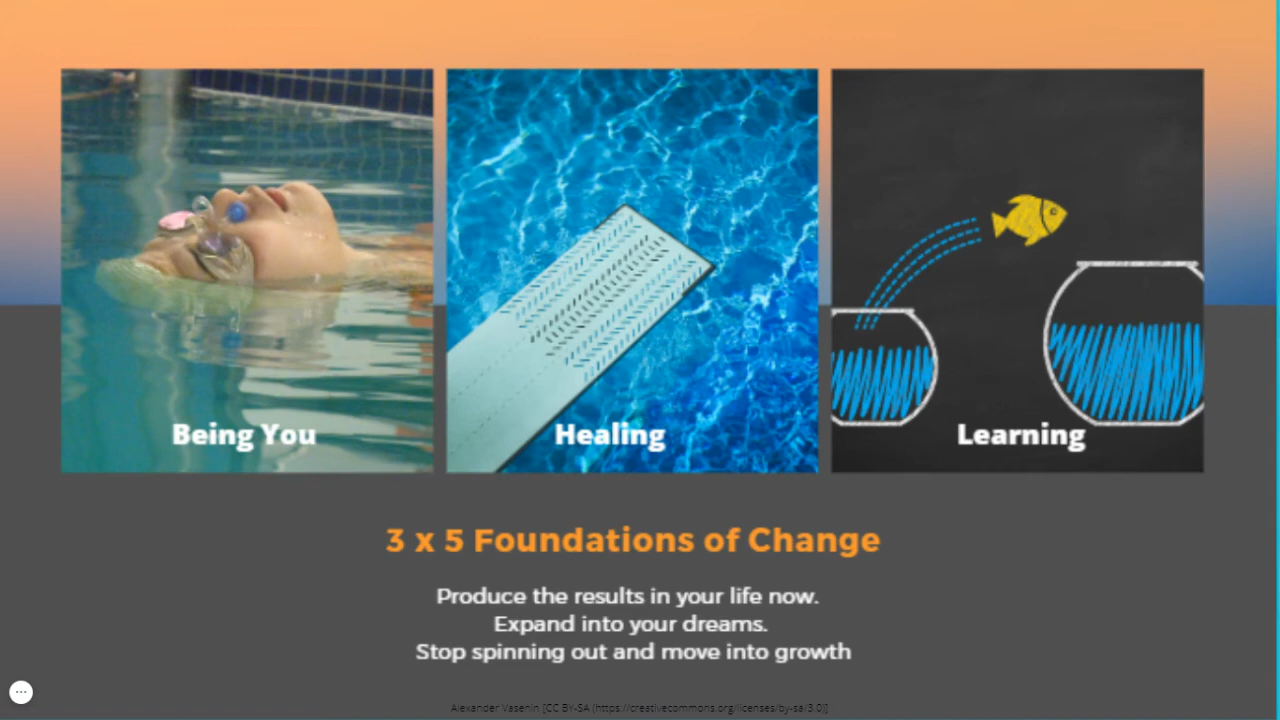 Being You
Healing
Learning
3 x 5 Foundations of Change
Produce the results in your life now.
Expand into your dreams.
Stop spinning out and move into growth
Alexander Vasenin [CC BY-SA (https://creativecommons.org/licenses/by-sa/3.0)]